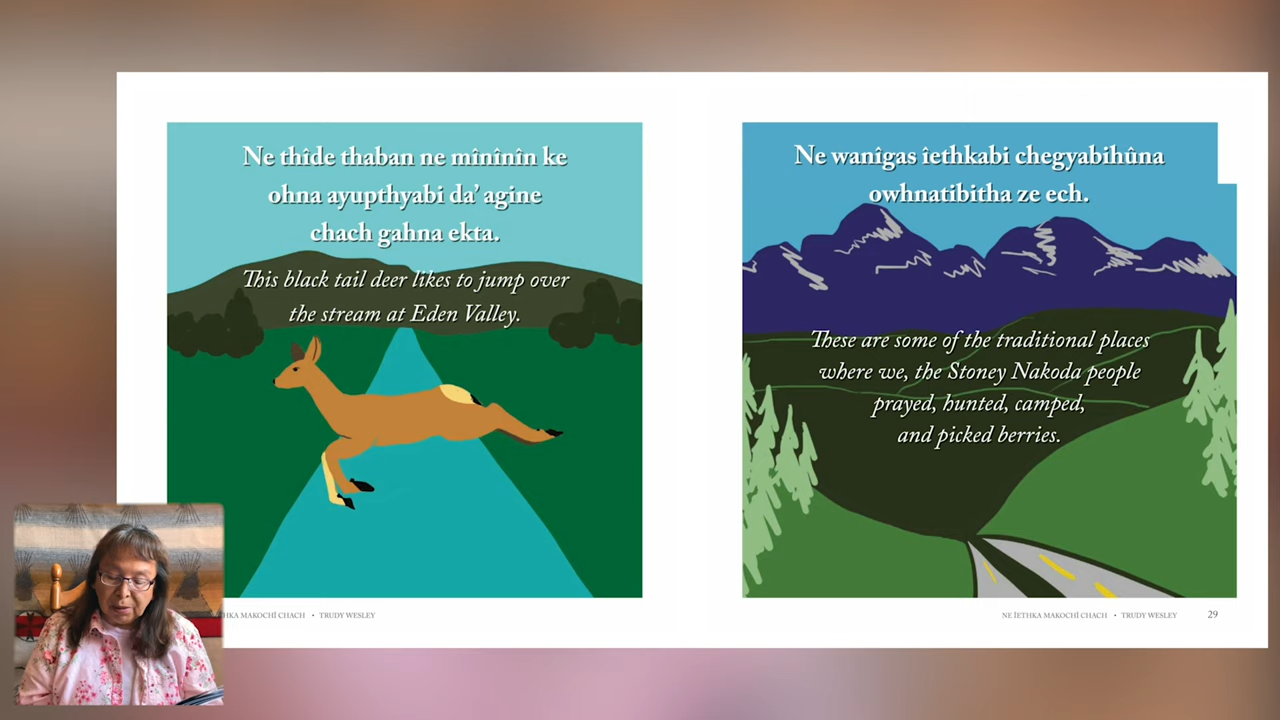 Ne thîde thaban ne mînînîn ke
ohna ayupthyabi da’ agine
chach gahna ekta.
This black tail deer likes to jump over
the stream at Eden Valley.
HKA MAKOCHÎ CHACH • TRUDY WESLEY
Ne wanîgas îethkabi chegyabihûna
owhnatibitha ze ech.
These are some of the traditional places
where we, the Stoney Nakoda people
prayed, hunted, camped,
and picked berries.
NE ÎETHKA MAKOCHÎ CHACH • TRUDY WESLEY 29